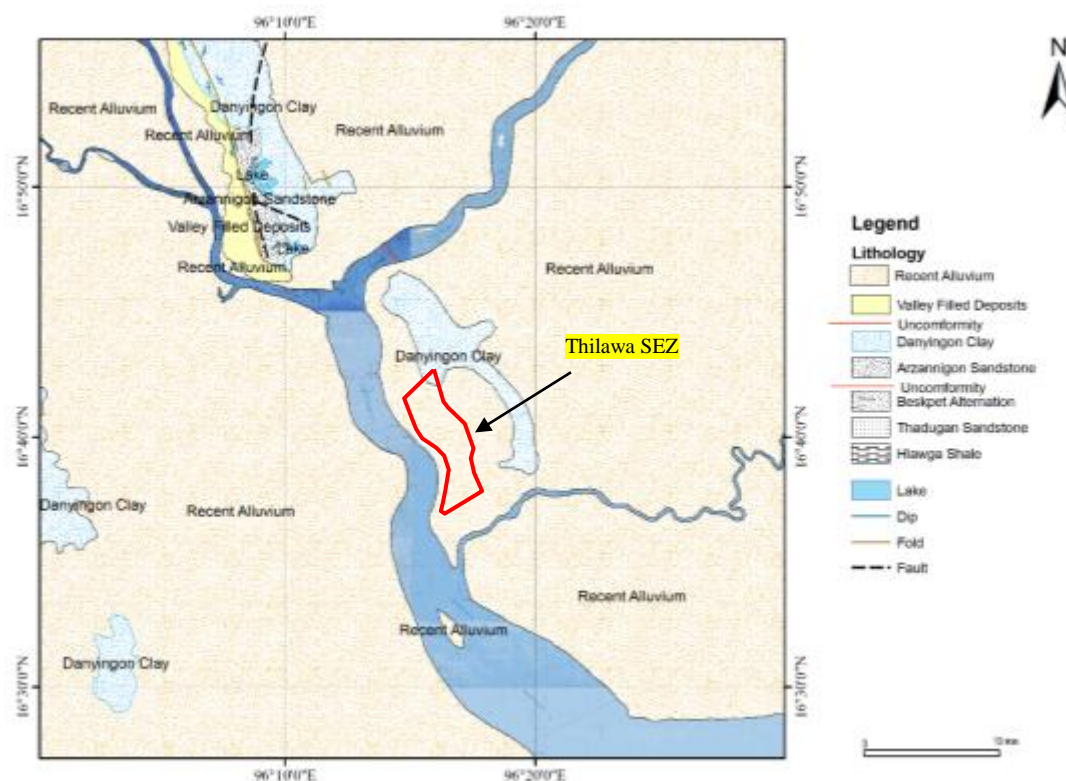 96°10'0"E
96°20'0"E
N
Recent Alluvium
Danyingon Clay
Recent Alluvium
Recent Alluvium
Lake
16°50'0"N
16°50'0"N
Arzannigon Sandstone
Valley Filled Deposits
Lake
Recent Alluvium
Recent Alluvium
Danyingon Clay
Thilawa SEZ
16°40'0"N
16°40'0"N
Danyingon Clay
Recent Alluvium
Recent Alluvium
Recent Alluvium
Danyingon Clay
16°30'0"N
16°30'0"N
96°10'0"E
96°20'0"E
Legend
Lithology
Recent Alluvium
Valley Filled Deposits
Uncomformity
Danyingon Clay
Arzannigon Sandstone
Uncomformity
Beskpet Alternation
Thadugan Sandstone
Hlawga Shale
Lake
Dip
Fold
Fault
0